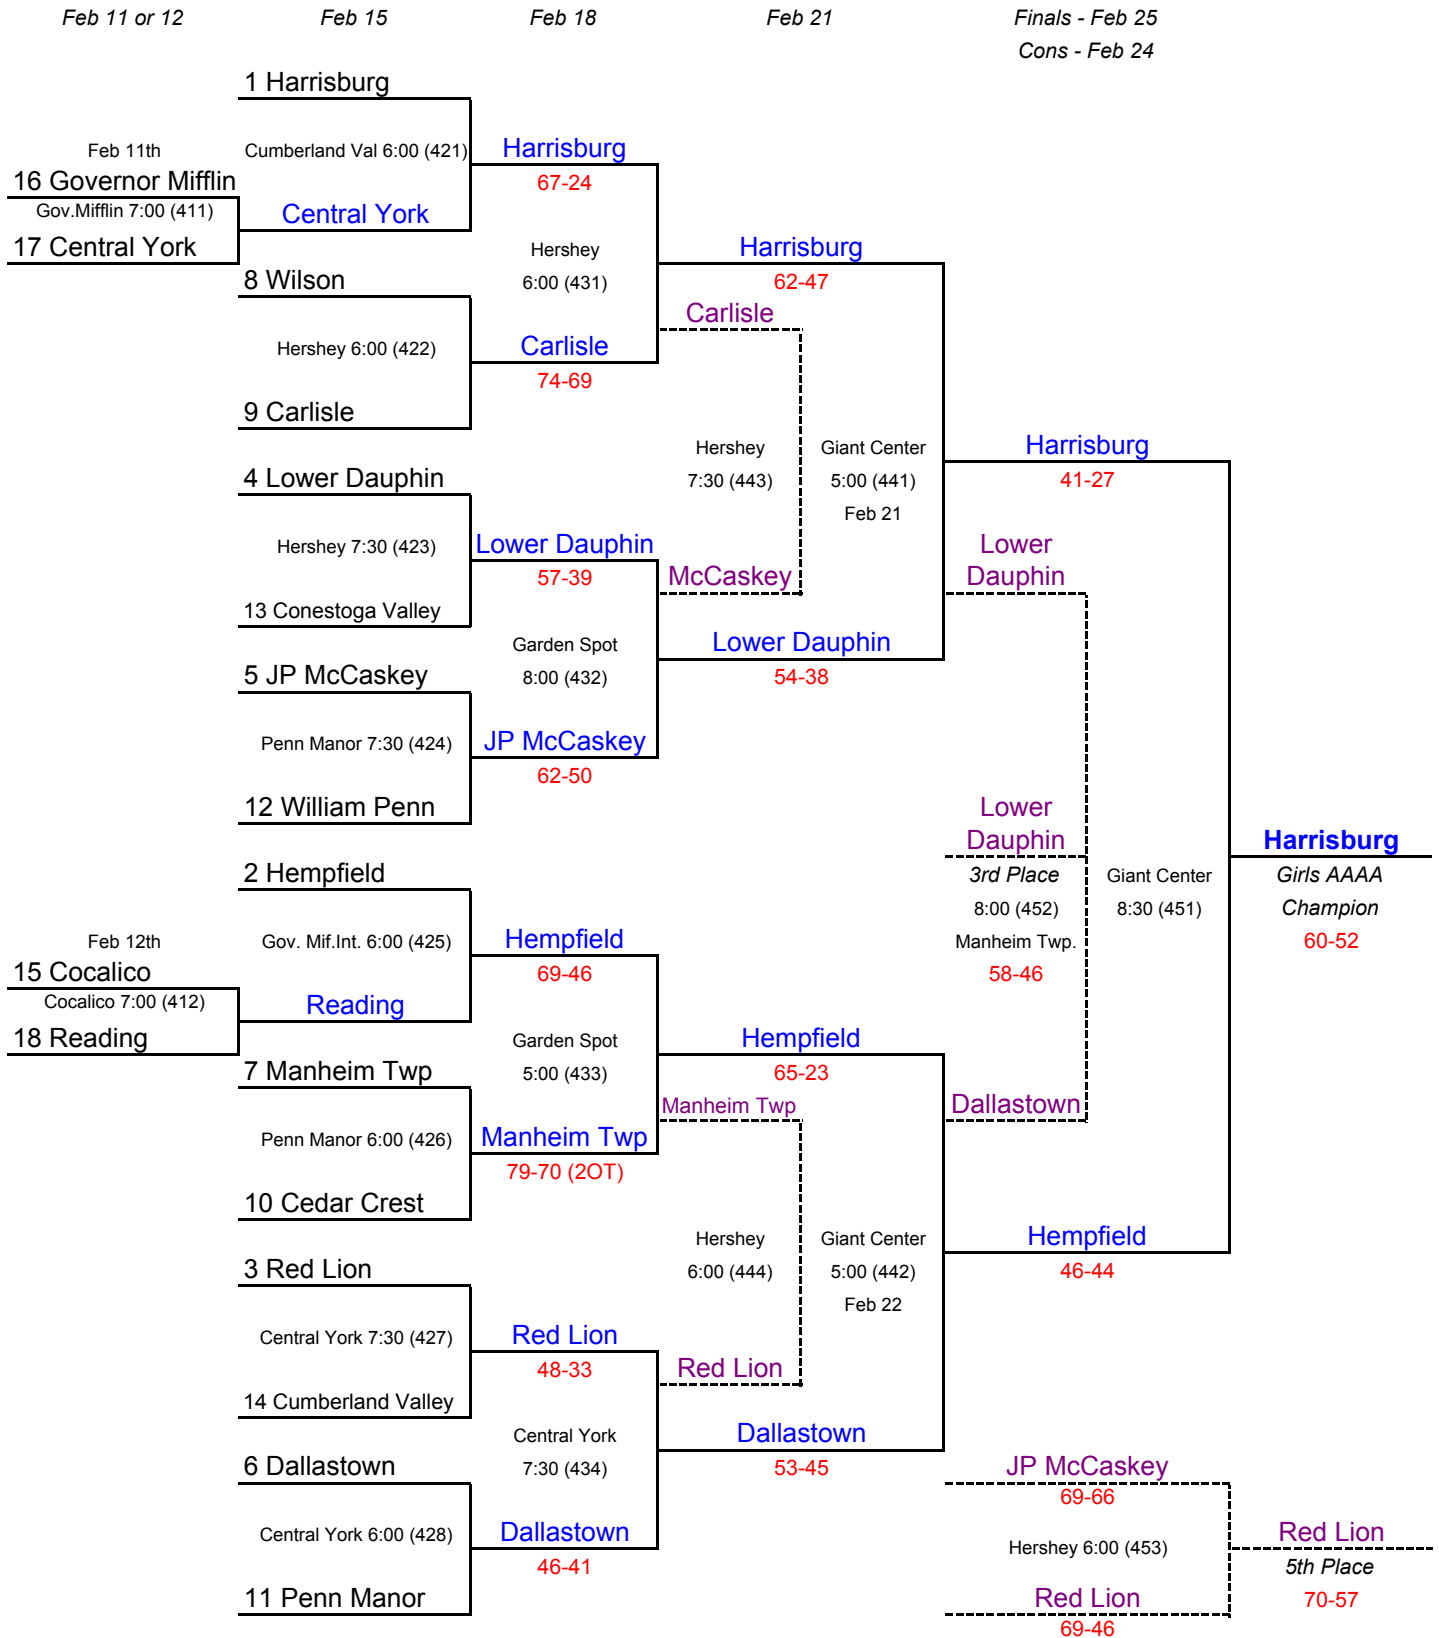 Feb 11 or 12
Feb 15
Feb 18
Feb 21
Finals - Feb 25
Cons - Feb 24
1 Harrisburg
Feb 11th
Cumberland Val 6:00 (421)
Harrisburg
16 Governor Mifflin
67-24
Gov.Mifflin 7:00 (411)
Central York
17 Central York
Hershey
Harrisburg
8 Wilson
6:00 (431)
62-47
Carlisle
Hershey 6:00 (422)
Carlisle
74-69
9 Carlisle
Hershey
Giant Center
Harrisburg
4 Lower Dauphin
7:30 (443)
5:00 (441)
41-27
Feb 21
Hershey 7:30 (423)
Lower Dauphin
Lower
57-39
McCaskey
Dauphin
13 Conestoga Valley
Garden Spot
Lower Dauphin
5 JP McCaskey
8:00 (432)
54-38
Penn Manor 7:30 (424)
JP McCaskey
62-50
12 William Penn
Lower
Dauphin
Harrisburg
2 Hempfield
3rd Place
Giant Center
Girls AAAA
8:00 (452)
8:30 (451)
Champion
Feb 12th
Gov. Mif.Int. 6:00 (425)
Hempfield
Manheim Twp.
60-52
15 Cocalico
69-46
58-46
Cocalico 7:00 (412)
Reading
18 Reading
Garden Spot
Hempfield
7 Manheim Twp
5:00 (433)
65-23
Manheim Twp
Dallastown
Penn Manor 6:00 (426)
Manheim Twp
79-70 (2OT)
10 Cedar Crest
Hershey
Giant Center
Hempfield
3 Red Lion
6:00 (444)
5:00 (442)
46-44
Feb 22
Central York 7:30 (427)
Red Lion
48-33
Red Lion
14 Cumberland Valley
Central York
Dallastown
6 Dallastown
7:30 (434)
53-45
JP McCaskey
69-66
Central York 6:00 (428)
Dallastown
Hershey 6:00 (453)
Red Lion
46-41
5th Place
11 Penn Manor
Red Lion
70-57
69-46